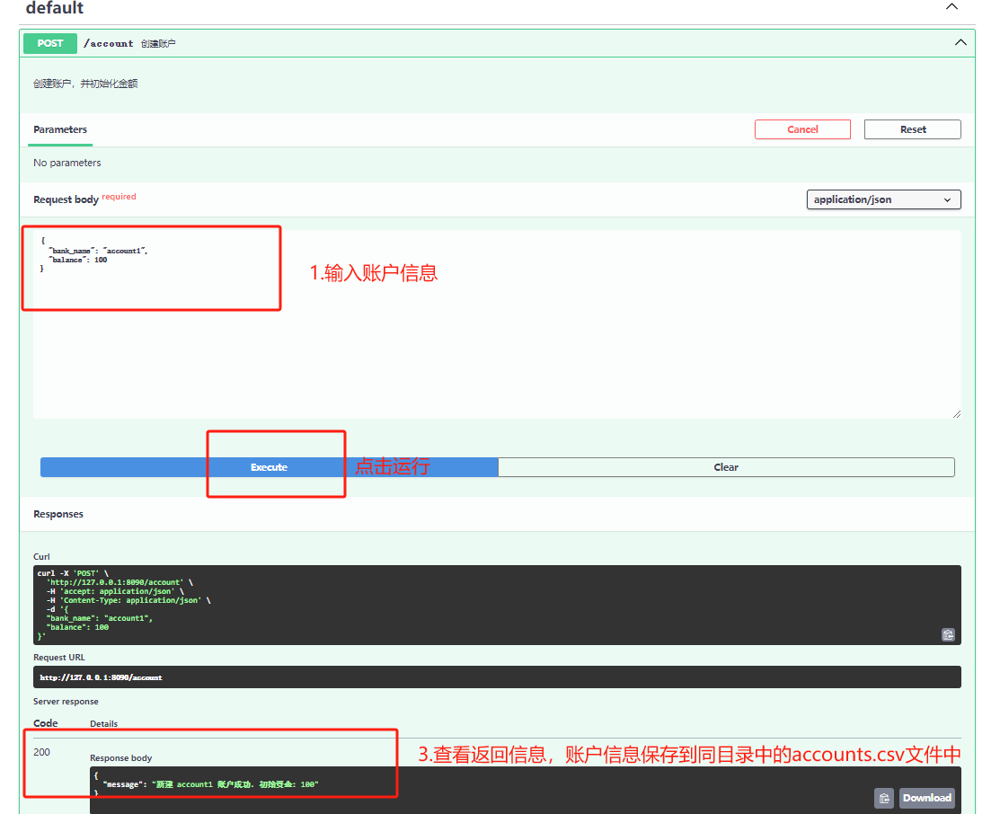 default
POST /account 创建账户
创建账户，并初始化金额
Parameters
Cancel
Reset
No parameters
Request body required
application/json
{
"bank_name": "account1",
"balance": 100
}
1.输入账户信息
Execute
点击运行
Clear
Responses
Curl
curl -X 'POST' \
'http://127.0.0.1:8090/account' \
-H 'accept: application/json' \
-H 'Content-Type: application/json' \
-d '{
"bank_name": "account1",
"balance": 100
}'
Request URL
http://127.0.0.1:8090/account
Server response
Code Details
200
3.查看返回信息，账户信息保存到同目录中的accounts.csv文件中
Response body
{
"message": "新建 account1 账户成功. 初始资金: 100"
}
Download